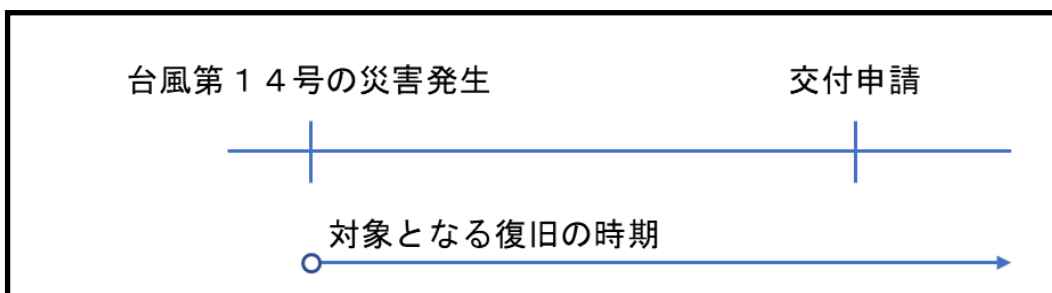 台風第１４号の災害発生
交付申請
対象となる復旧の時期